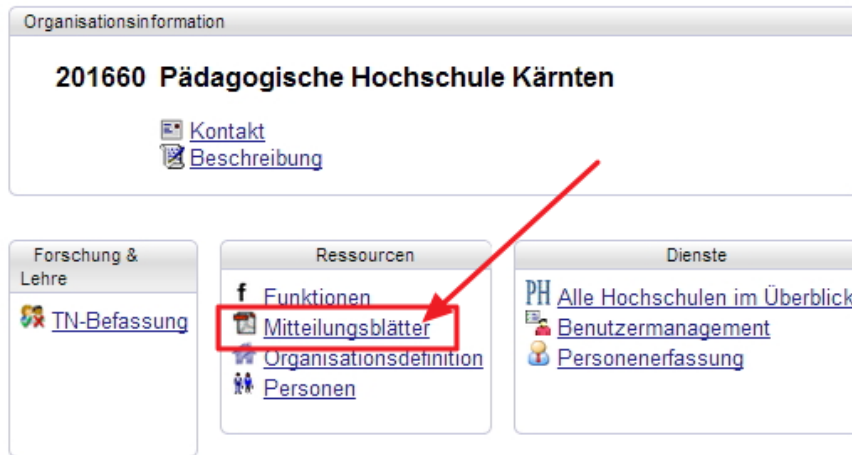 Organisationsinformation
201660 Pädagogische Hochschule Kärnten
Kontakt
Beschreibung
Forschung &
Lehre
TN-Befassung
Ressourcen
f Funktionen
Mitteilungsblätter
Organisationsdefinition
Personen
Dienste
PH Alle Hochschulen im Überblick
Benutzermanagement
Personenerfassung